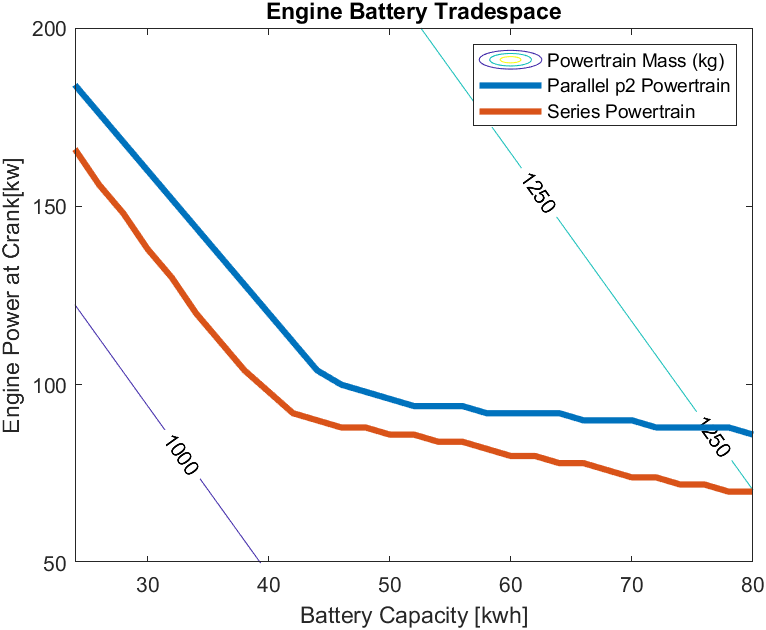 Engine Battery Tradespace
Powertrain Mass (kg)
Parallel p2 Powertrain
Series Powertrain
Engine Power at Crank[kw]
200
150
100
50
1250
1250
1000
30
40
50
60
70
80
Battery Capacity [kwh]